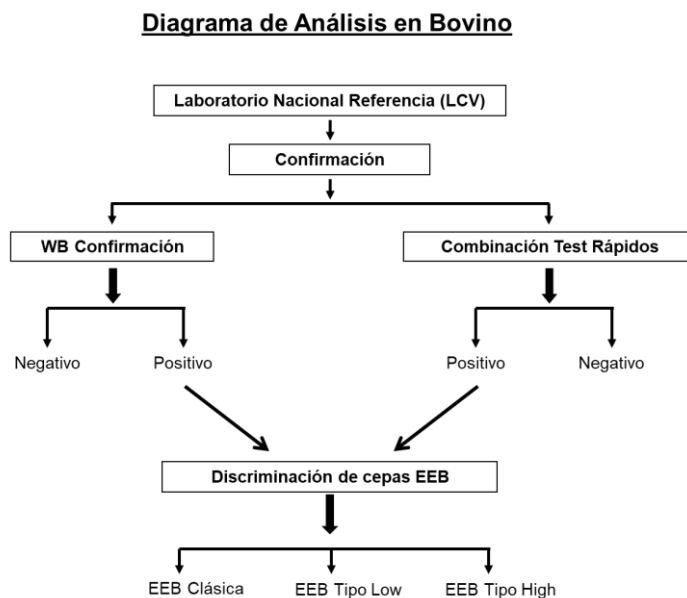 Diagrama de Análisis en Bovino
Laboratorio Nacional Referencia (LCV)
Confirmación
WB Confirmación
Combinación Test Rápidos
Negativo
Positivo
Positivo
Negativo
Discriminación de cepas EEB
EEB Clásica
EEB Tipo Low
EEB Tipo High